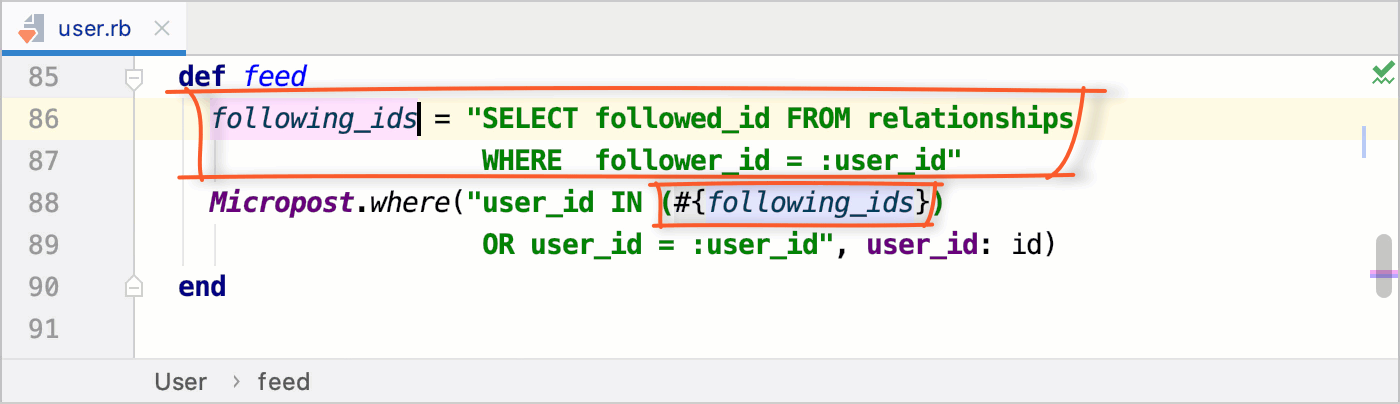 user.rb
85 def feed
86 following_ids = "SELECT followed_id FROM relationships
87 WHERE  follower_id = :user_id"
88 Micropost.where("user_id IN (#{following_ids})
89 OR user_id = :user_id", user_id: id)
90 end
91
User › feed